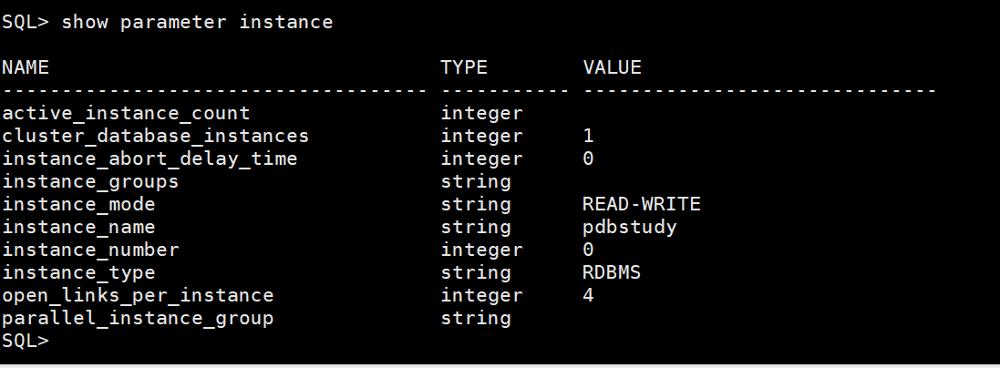 SQL> show parameter instance
NAME                                 TYPE        VALUE
------------------------------------ ----------- ------------------------------
active_instance_count                integer
cluster_database_instances           integer     1
instance_abort_delay_time            integer     0
instance_groups                      string
instance_mode                        string      READ-WRITE
instance_name                        string      pdbstudy
instance_number                      integer     0
instance_type                        string      RDBMS
open_links_per_instance              integer     4
parallel_instance_group              string
SQL>